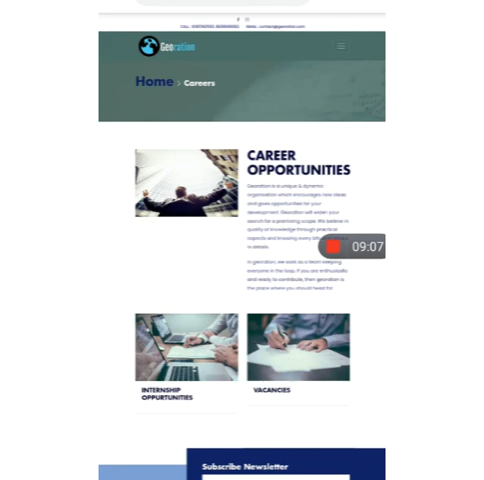 Georation
Home > Careers
CAREER
OPPORTUNITIES
Georation is a unique & dynamic
organisation which encourages new ideas
and gives opportunities for your
development. Georation will widen your
search for a promising scope. We believe in
quality of knowledge through practical
aspects and knowing every
in details.
09:07
In georation, we work as a team keeping
everyone in the loop. If you are enthusiastic
and ready to contribute, then georation is
the place where you should head for
INTERNSHIP
OPPURTUNITIES
VACANCIES
Subscribe Newsletter